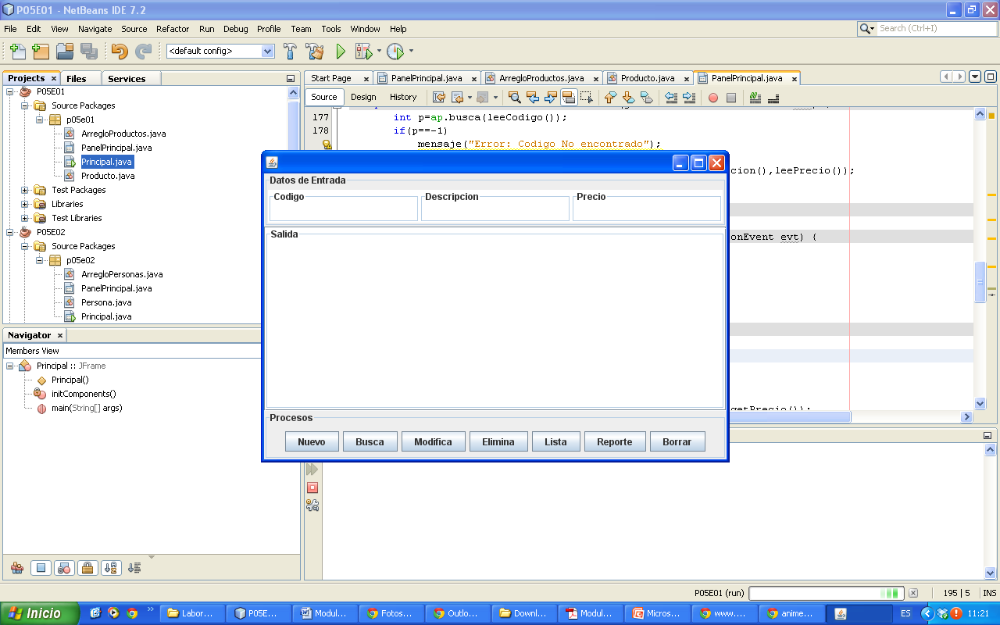 P05E01 - NetBeans IDE 7.2
File Edit View Navigate Source Refactor Run Debug Profile Team Tools Window Help
Search (Ctrl+I)
<default config>
Projects Files Services
P05E01
Source Packages
p05e01
ArregloProductos.java
PanelPrincipal.java
Principal.java
Producto.java
Test Packages
Libraries
Test Libraries
P05E02
Source Packages
p05e02
ArregloPersonas.java
PanelPrincipal.java
Persona.java
Principal.java
Navigator
Members View
Principal :: JFrame
Principal()
initComponents()
main(String[] args)
Start Page PanelPrincipal.java ArregloProductos.java Producto.java PanelPrincipal.java
Source Design History
177 int p=ap.busca(leeCodigo());
178 if(p==-1)
mensaje("Error: Codigo No encontrado");
cion(),leePrecio());
onEvent evt) {
getPrecio());
Datos de Entrada
Codigo Descripcion Precio
Salida
Procesos
Nuevo Busca Modifica Elimina Lista Reporte Borrar
P05E01 (run) 195 | 5 INS
Inicio Labor... P05E... Modul... Fotos... Outlo... Downl... Modul... Micros... www.... anime... ES 11:21